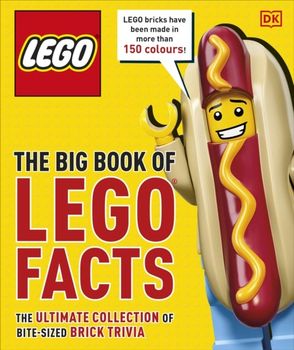 LEGO
LEGO bricks have
been made in
more than
150 colours!
DK
THE BIG BOOK OF
LEGO®
FACTS
THE ULTIMATE COLLECTION OF
BITE-SIZED BRICK TRIVIA